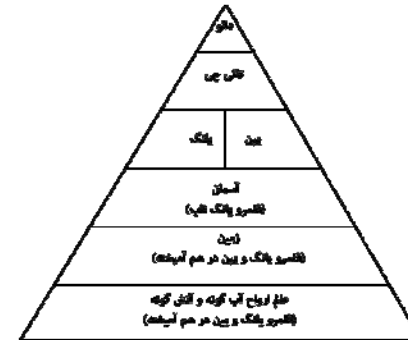 دائو
تائی چی
یین
یانگ
آسمان
(قلمرو یانگ ناب)
زمین
(قلمرو یانگ و یین در هم آمیخته)
عالم ارواح آب گونه و آتش گونه
(قلمرو یانگ و یین در هم آمیخته)